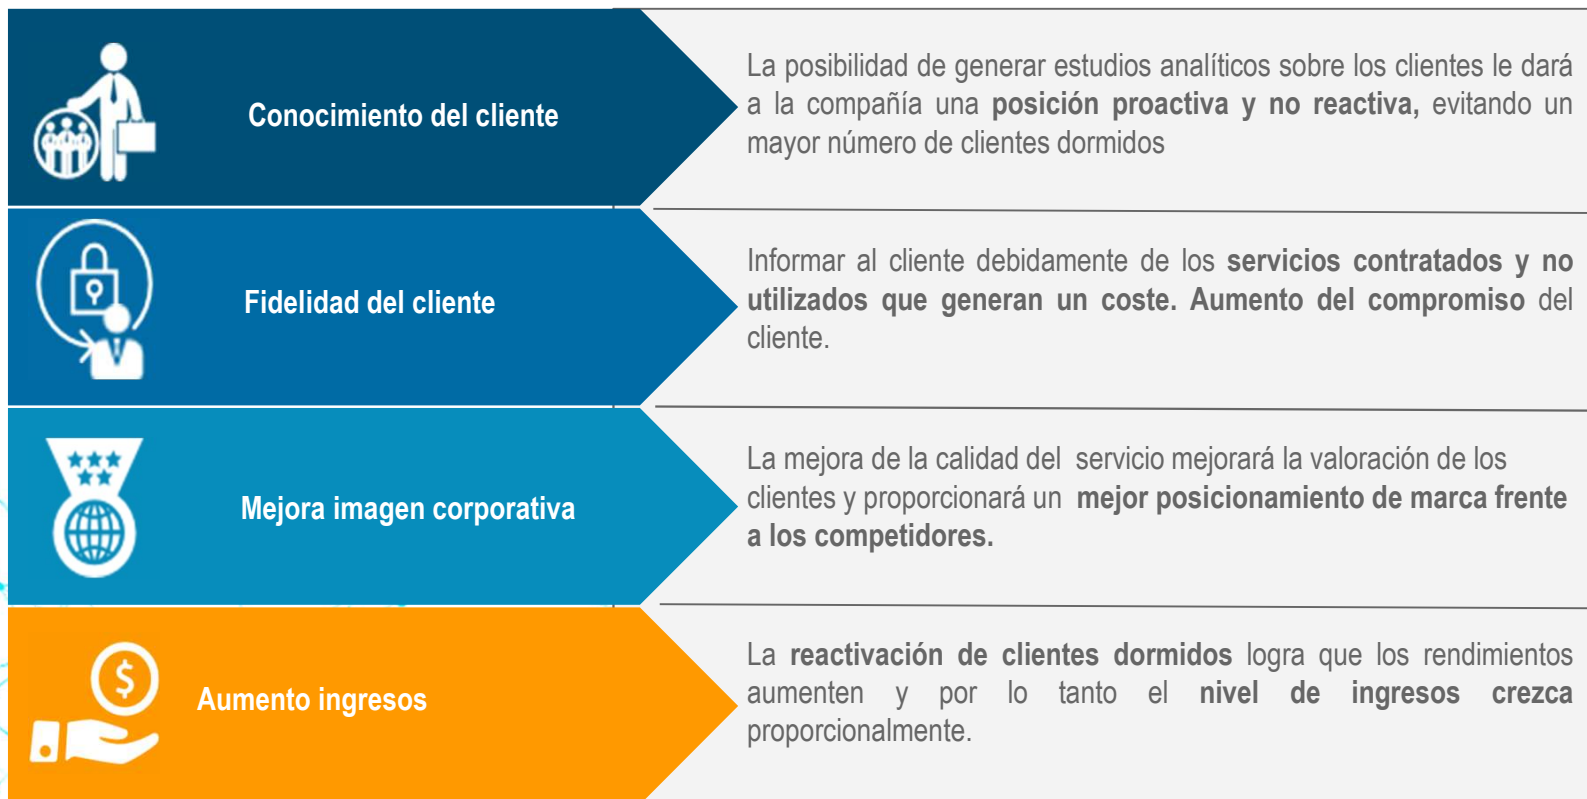 Conocimiento del cliente
La posibilidad de generar estudios analíticos sobre los clientes le dará
a la compañía una posición proactiva y no reactiva, evitando un
mayor número de clientes dormidos
Fidelidad del cliente
Informar al cliente debidamente de los servicios contratados y no
utilizados que generan un coste. Aumento del compromiso del
cliente.
Mejora imagen corporativa
La mejora de la calidad del servicio mejorará la valoración de los
clientes y proporcionará un mejor posicionamiento de marca frente
a los competidores.
$
Aumento ingresos
La reactivación de clientes dormidos logra que los rendimientos
aumenten y por lo tanto el nivel de ingresos crezca
proporcionalmente.